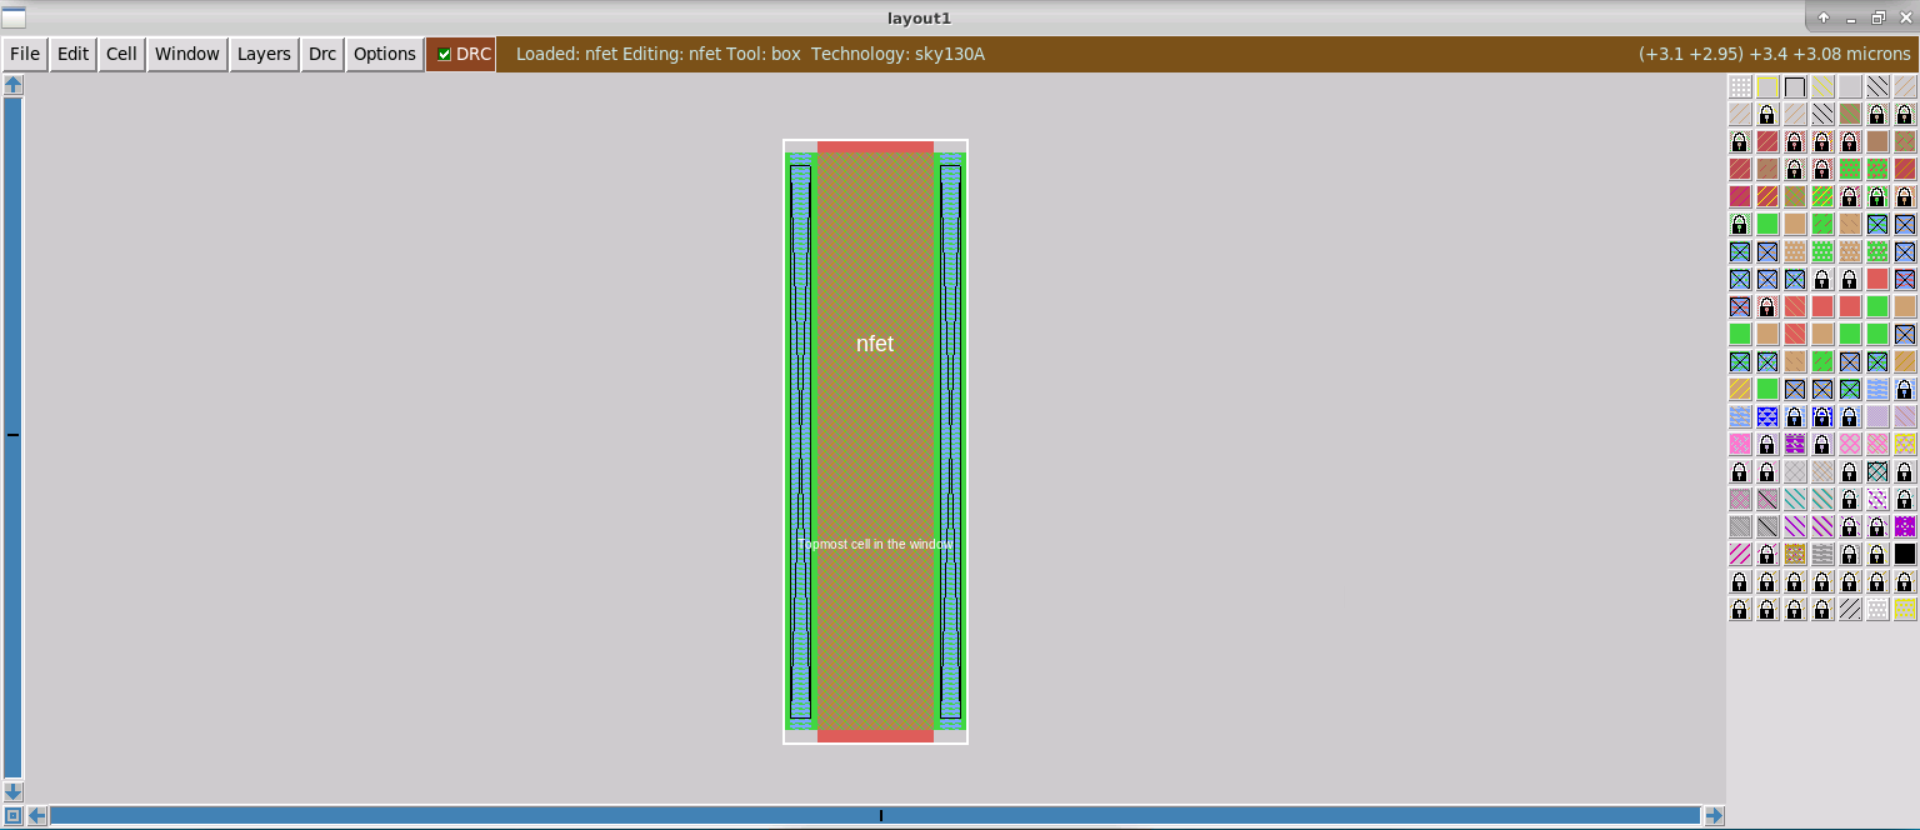 layout1
File Edit Cell Window Layers Drc Options DRC Loaded: nfet Editing: nfet Tool: box Technology: sky130A (+3.1 +2.95) +3.4 +3.08 microns
nfet
Topmost cell in the window